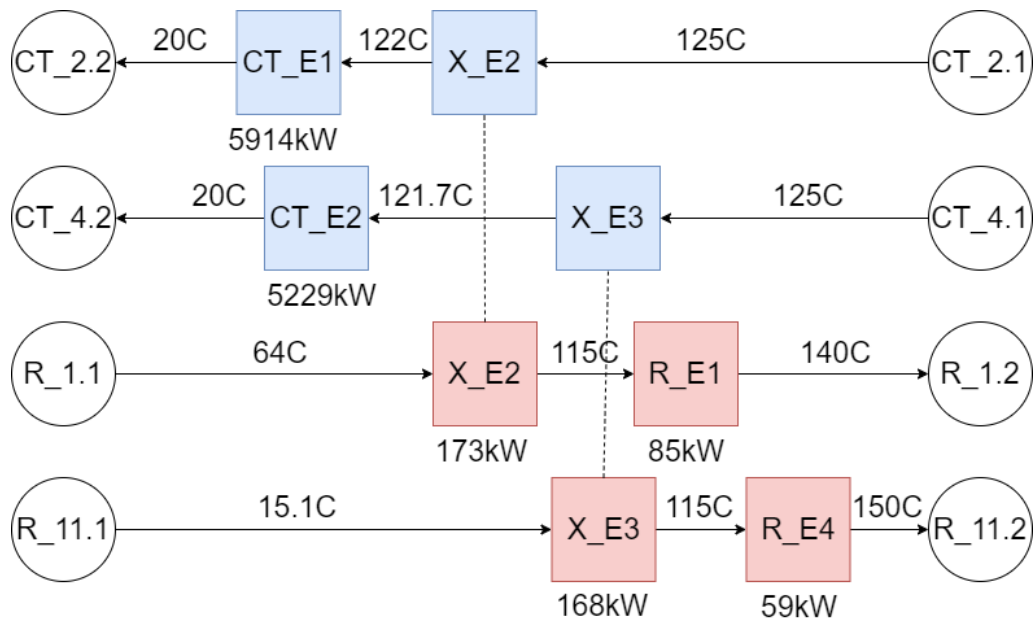 20C 122C 125C
CT_2.2 CT_E1 X_E2 CT_2.1
5914kW
20C 121.7C 125C
CT_4.2 CT_E2 X_E3 CT_4.1
5229kW
64C 115C 140C
R_1.1 X_E2 R_E1 R_1.2
173kW 85kW
15.1C 115C 150C
R_11.1 X_E3 R_E4 R_11.2
168kW 59kW